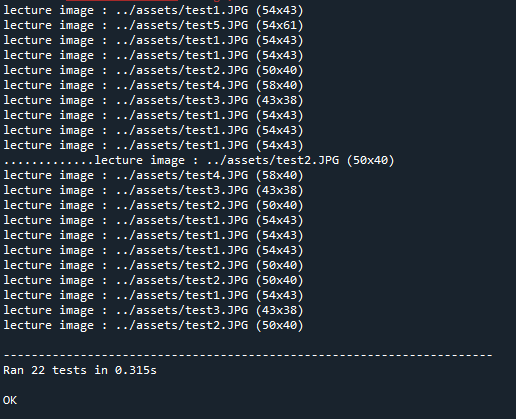 lecture image : ../assets/test1.JPG (54x43)
lecture image : ../assets/test5.JPG (54x61)
lecture image : ../assets/test1.JPG (54x43)
lecture image : ../assets/test1.JPG (54x43)
lecture image : ../assets/test2.JPG (50x40)
lecture image : ../assets/test4.JPG (58x40)
lecture image : ../assets/test3.JPG (43x38)
lecture image : ../assets/test1.JPG (54x43)
lecture image : ../assets/test1.JPG (54x43)
lecture image : ../assets/test1.JPG (54x43)
.............lecture image : ../assets/test2.JPG (50x40)
lecture image : ../assets/test4.JPG (58x40)
lecture image : ../assets/test3.JPG (43x38)
lecture image : ../assets/test2.JPG (50x40)
lecture image : ../assets/test1.JPG (54x43)
lecture image : ../assets/test1.JPG (54x43)
lecture image : ../assets/test1.JPG (54x43)
lecture image : ../assets/test2.JPG (50x40)
lecture image : ../assets/test2.JPG (50x40)
lecture image : ../assets/test1.JPG (54x43)
lecture image : ../assets/test3.JPG (43x38)
lecture image : ../assets/test2.JPG (50x40)
----------------------------------------------------------------------
Ran 22 tests in 0.315s
OK